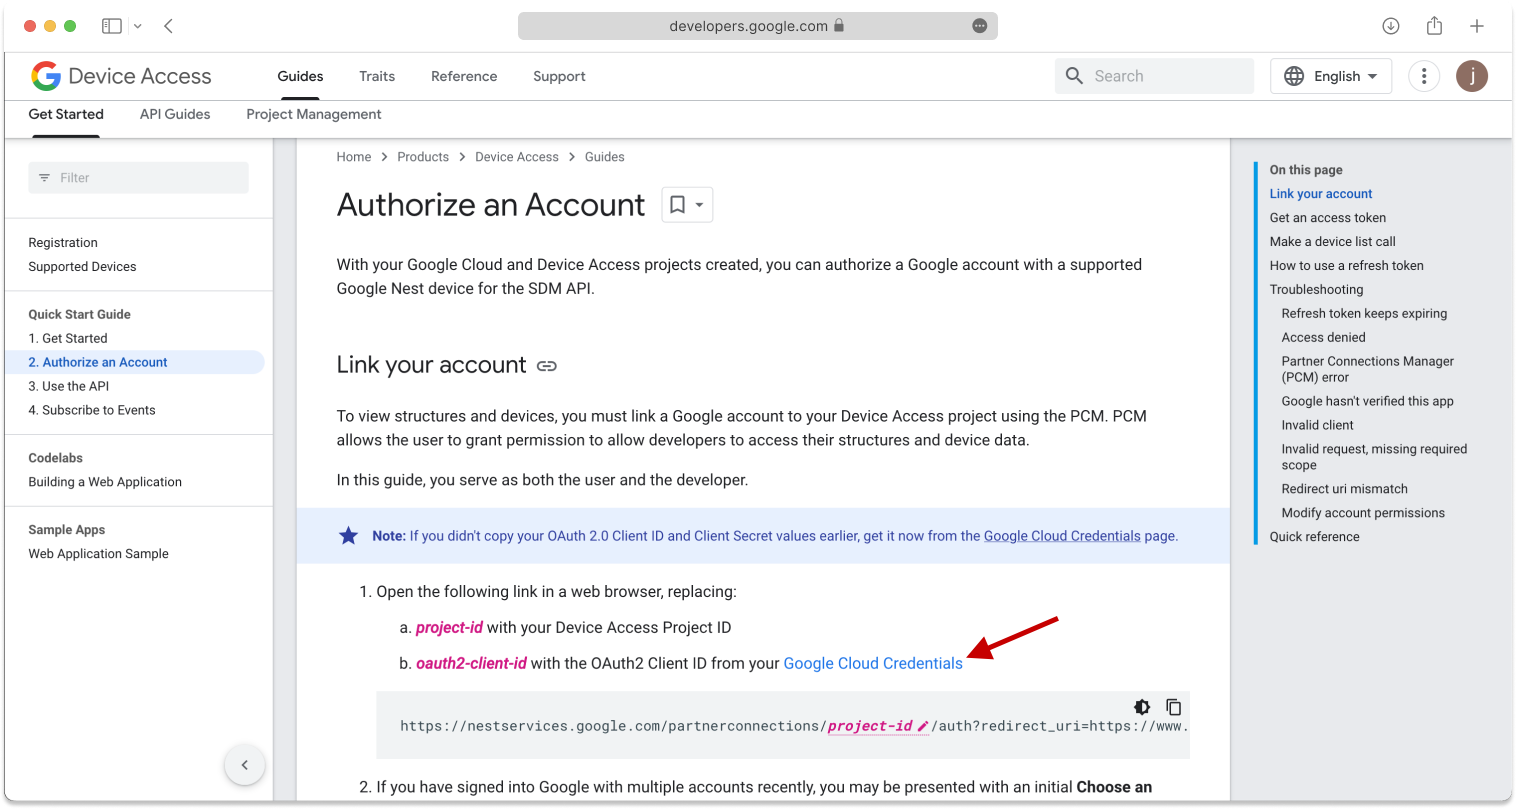 developers.google.com
Device Access
Guides
Traits
Reference
Support
Search
English
j
Get Started
API Guides
Project Management
Filter
Registration
Supported Devices
Quick Start Guide
1. Get Started
2. Authorize an Account
3. Use the API
4. Subscribe to Events
Codelabs
Building a Web Application
Sample Apps
Web Application Sample
Home > Products > Device Access > Guides
Authorize an Account
With your Google Cloud and Device Access projects created, you can authorize a Google account with a supported
Google Nest device for the SDM API.
Link your account
To view structures and devices, you must link a Google account to your Device Access project using the PCM. PCM
allows the user to grant permission to allow developers to access their structures and device data.
In this guide, you serve as both the user and the developer.
Note: If you didn't copy your OAuth 2.0 Client ID and Client Secret values earlier, get it now from the Google Cloud Credentials page.
1. Open the following link in a web browser, replacing:
a. project-id with your Device Access Project ID
b. oauth2-client-id with the OAuth2 Client ID from your Google Cloud Credentials
https://nestservices.google.com/partnerconnections/project-id/auth?redirect_uri=https://www.
2. If you have signed into Google with multiple accounts recently, you may be presented with an initial Choose an
On this page
Link your account
Get an access token
Make a device list call
How to use a refresh token
Troubleshooting
Refresh token keeps expiring
Access denied
Partner Connections Manager
(PCM) error
Google hasn't verified this app
Invalid client
Invalid request, missing required
scope
Redirect uri mismatch
Modify account permissions
Quick reference